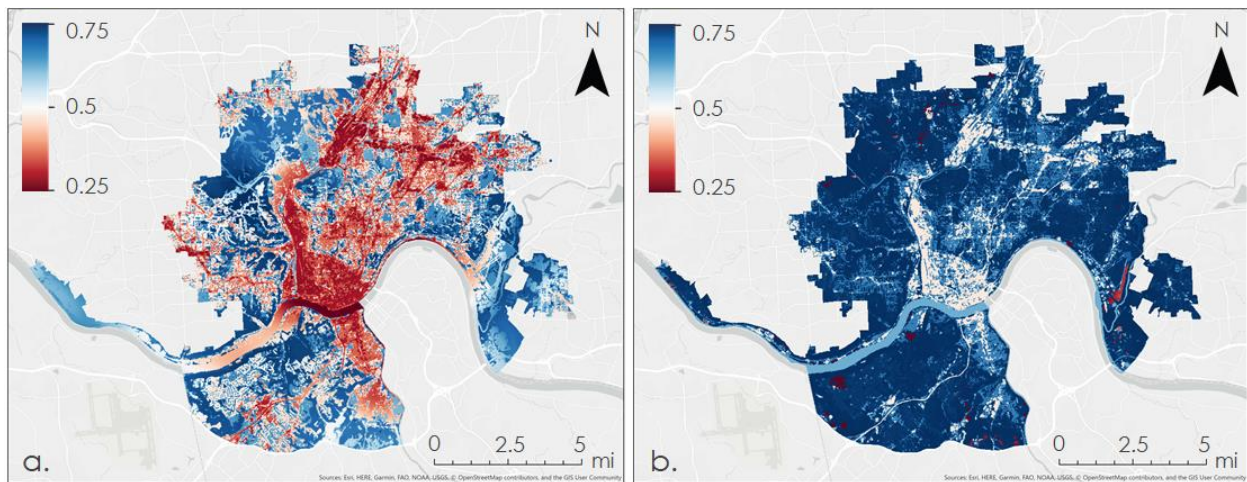 0.75
0.5
0.25
N
a.
0 2.5 5
mi
Sources: Esri, HERE, Garmin, FAO, NOAA, USGS, © OpenStreetMap contributors, and the GIS User Community
0.75
0.5
0.25
N
b.
0 2.5 5
mi
Sources: Esri, HERE, Garmin, FAO, NOAA, USGS, © OpenStreetMap contributors, and the GIS User Community